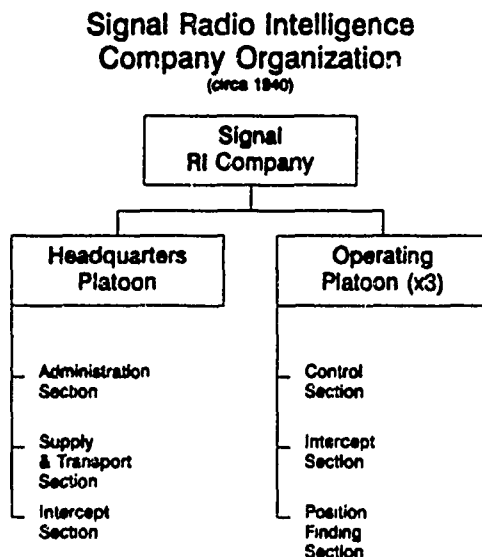 Signal Radio Intelligence
Company Organization
(circa 1940)
Signal
RI Company
Headquarters
Platoon
Operating
Platoon (x3)
Administration
Section
Supply
& Transport
Section
Intercept
Section
Control
Section
Intercept
Section
Position
Finding
Section